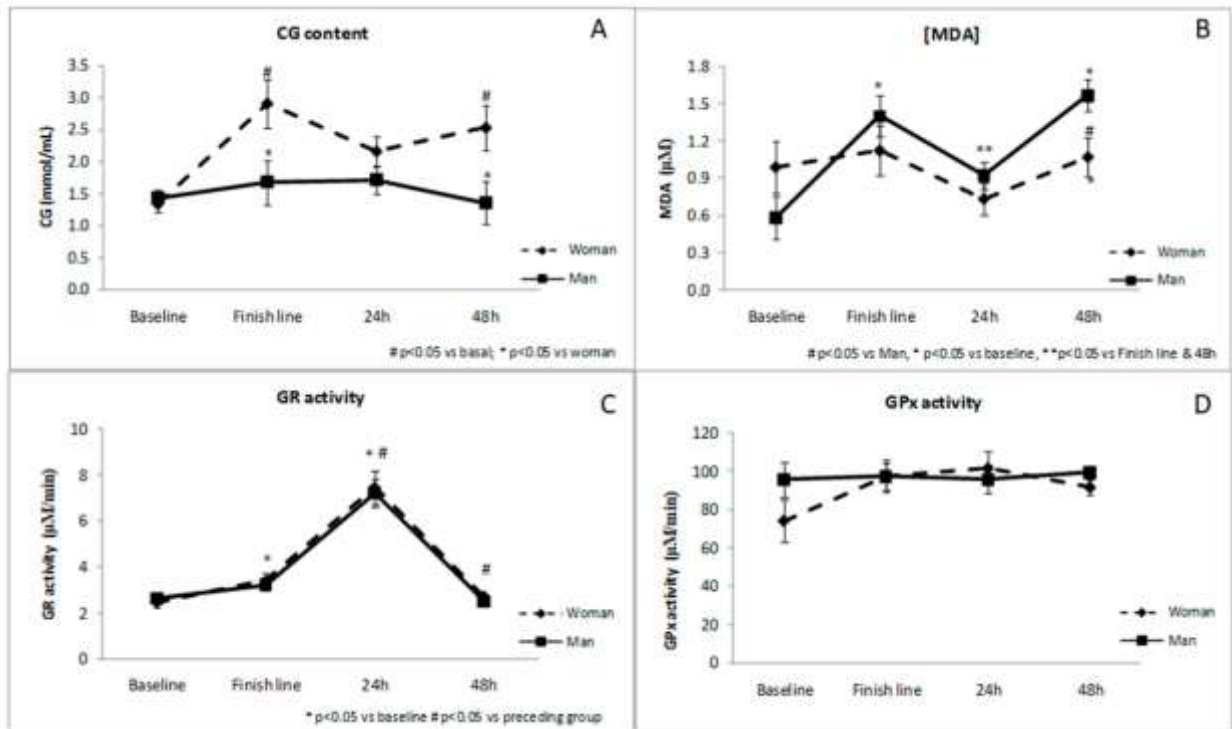 CG content
A
3.5
3.0
2.5
2.0
1.5
1.0
0.5
0.0
CG (mmol/mL)
#
*
#
*
Woman
Man
Baseline Finish line 24h 48h
# p<0.05 vs basal; * p<0.05 vs woman
[MDA]
B
1.8
1.5
1.2
0.9
0.6
0.3
0.0
MDA (µM)
*
**
*
#
*
Woman
Man
Baseline Finish line 24h 48h
# p<0.05 vs Man, * p<0.05 vs baseline, **p<0.05 vs Finish line & 48h
GR activity
C
10
8
6
4
2
0
GR activity (µM/min)
*
* #
#
Woman
Man
Baseline Finish line 24h 48h
* p<0.05 vs baseline # p<0.05 vs preceding group
GPx activity
D
120
100
80
60
40
20
0
GPx activity (µM/min)
Woman
Man
Baseline Finish line 24h 48h